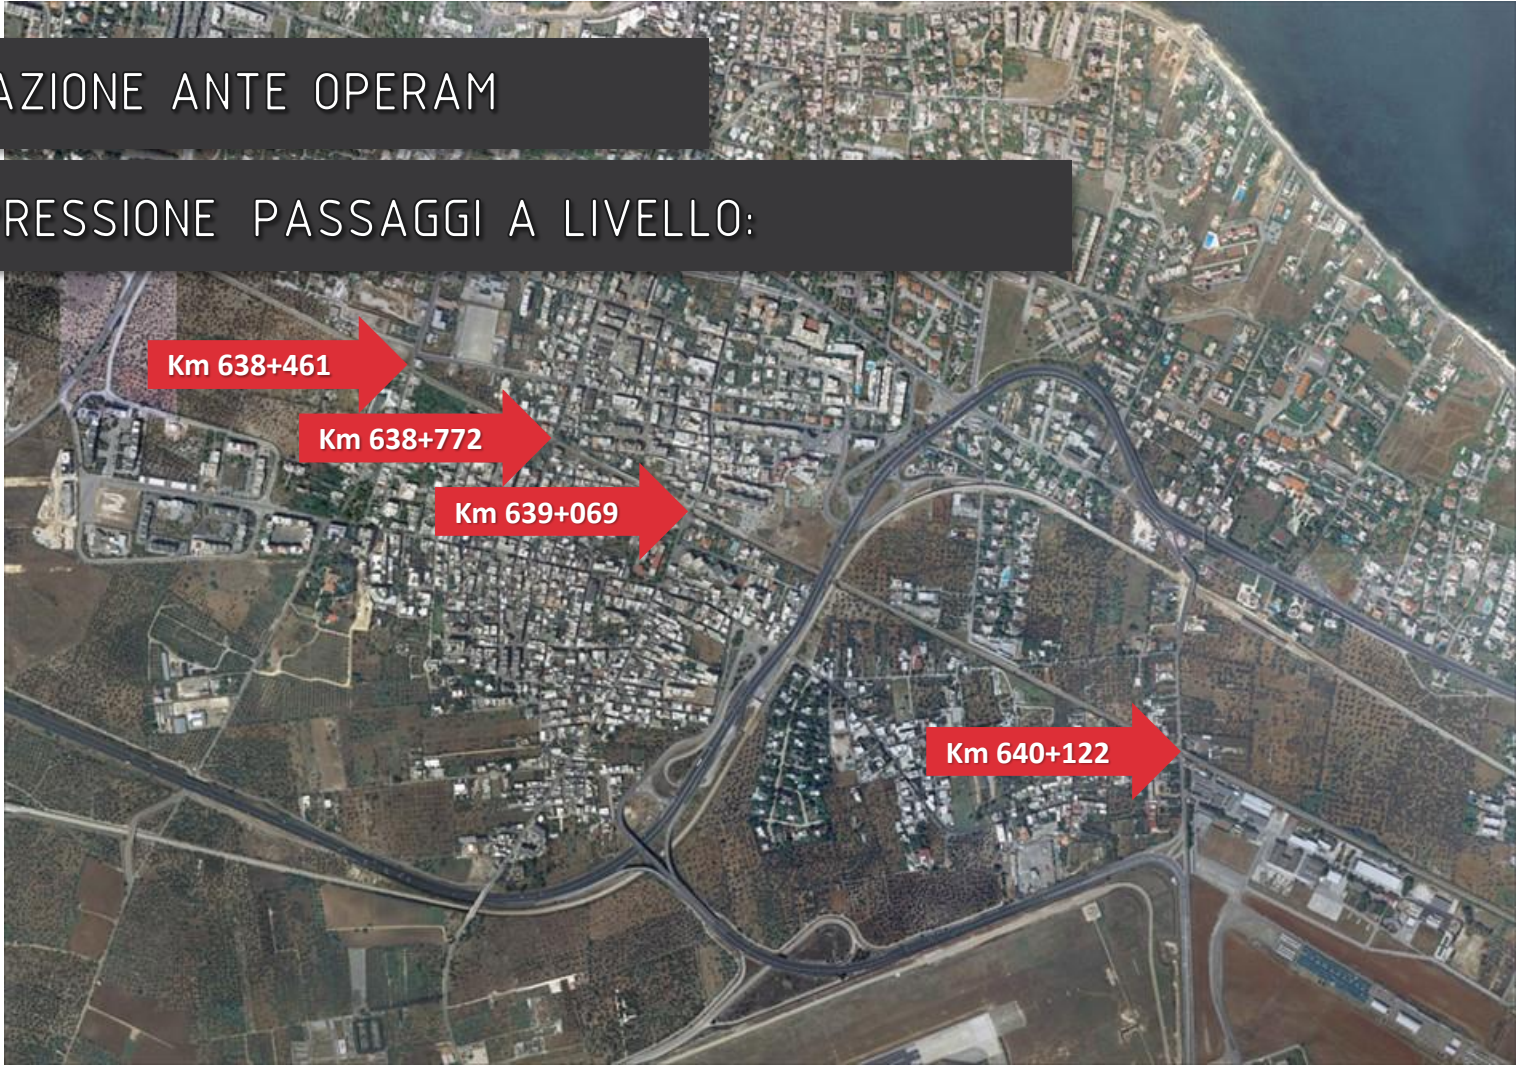 AZIONE ANTE OPERAM
RESSIONE PASSAGGI A LIVELLO:
Km 638+461
Km 638+772
Km 639+069
Km 640+122